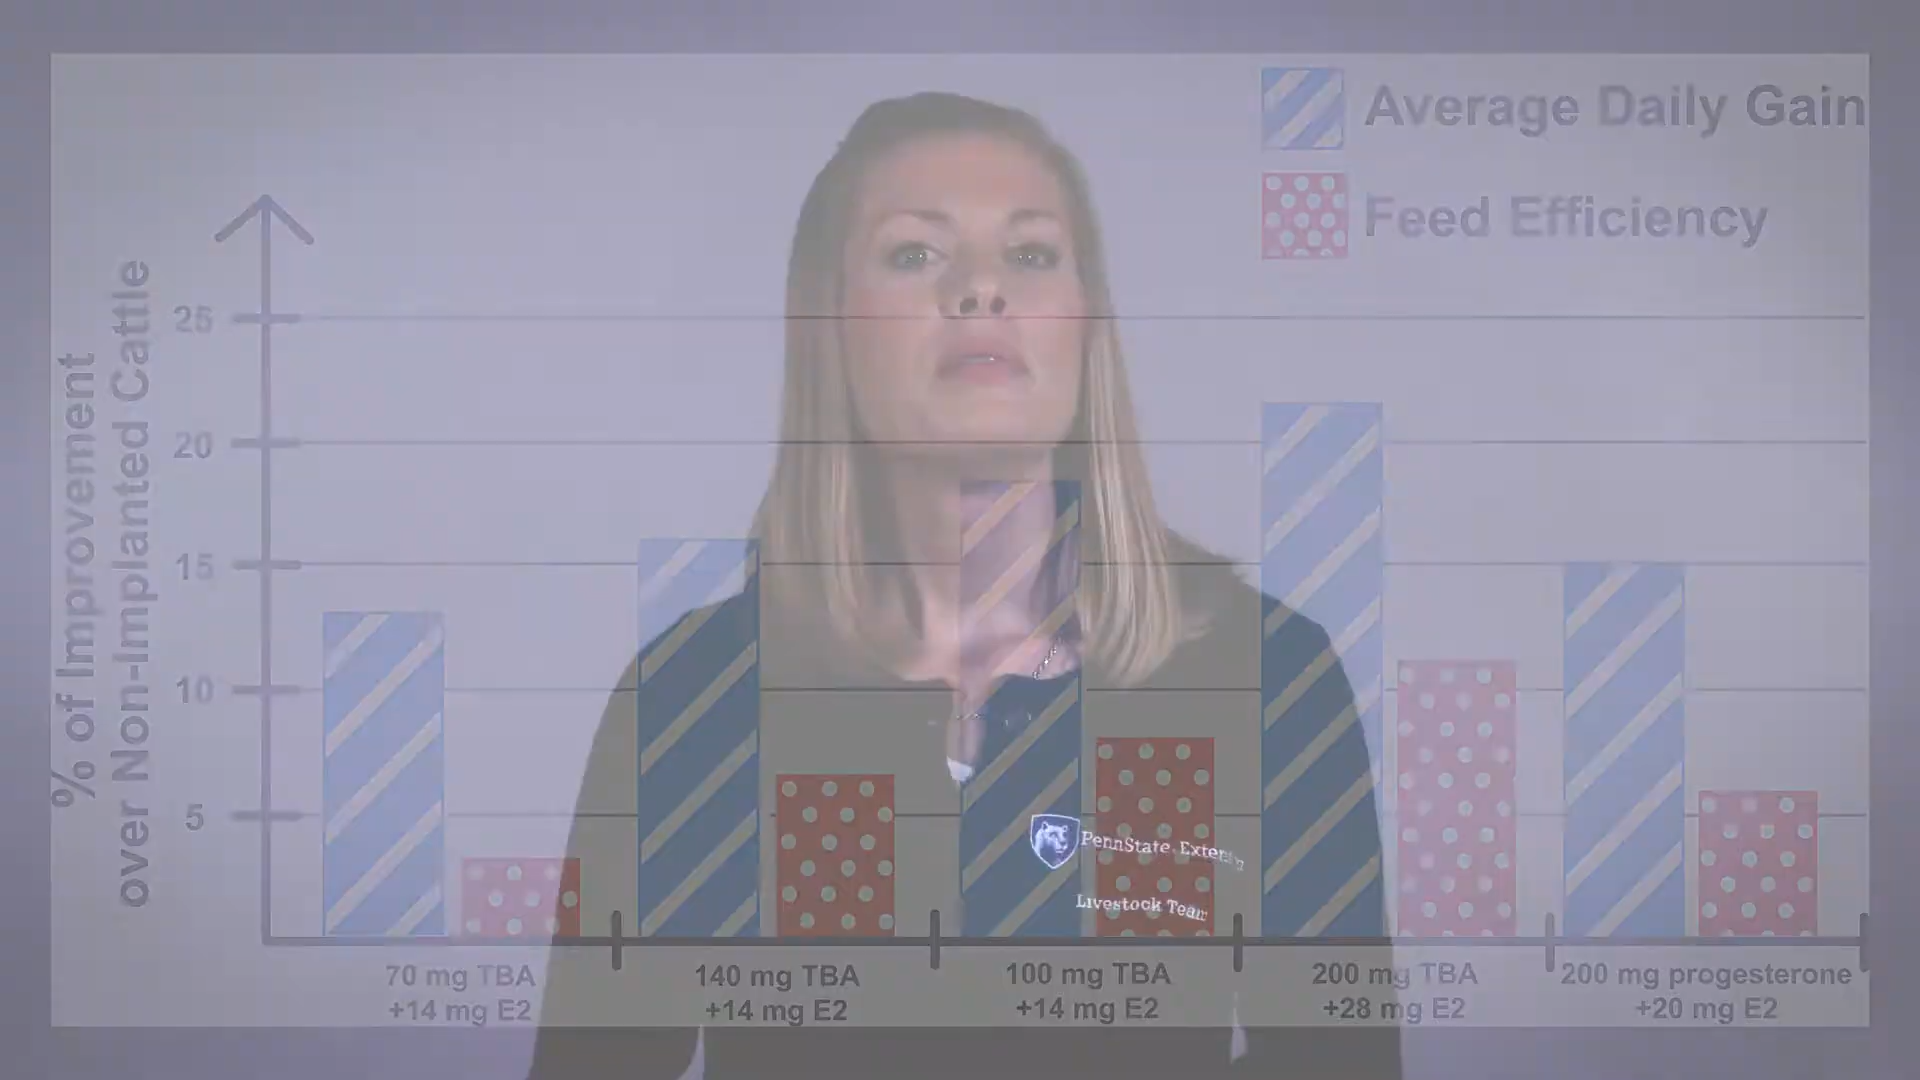 Average Daily Gain
Feed Efficiency
% of Improvement
over Non-Implanted Cattle
25
20
15
10
5
PennState
Livestock Team
70 mg TBA
+14 mg E2
140 mg TBA
+14 mg E2
100 mg TBA
+14 mg E2
200 mg TBA
+28 mg E2
200 mg progesterone
+20 mg E2